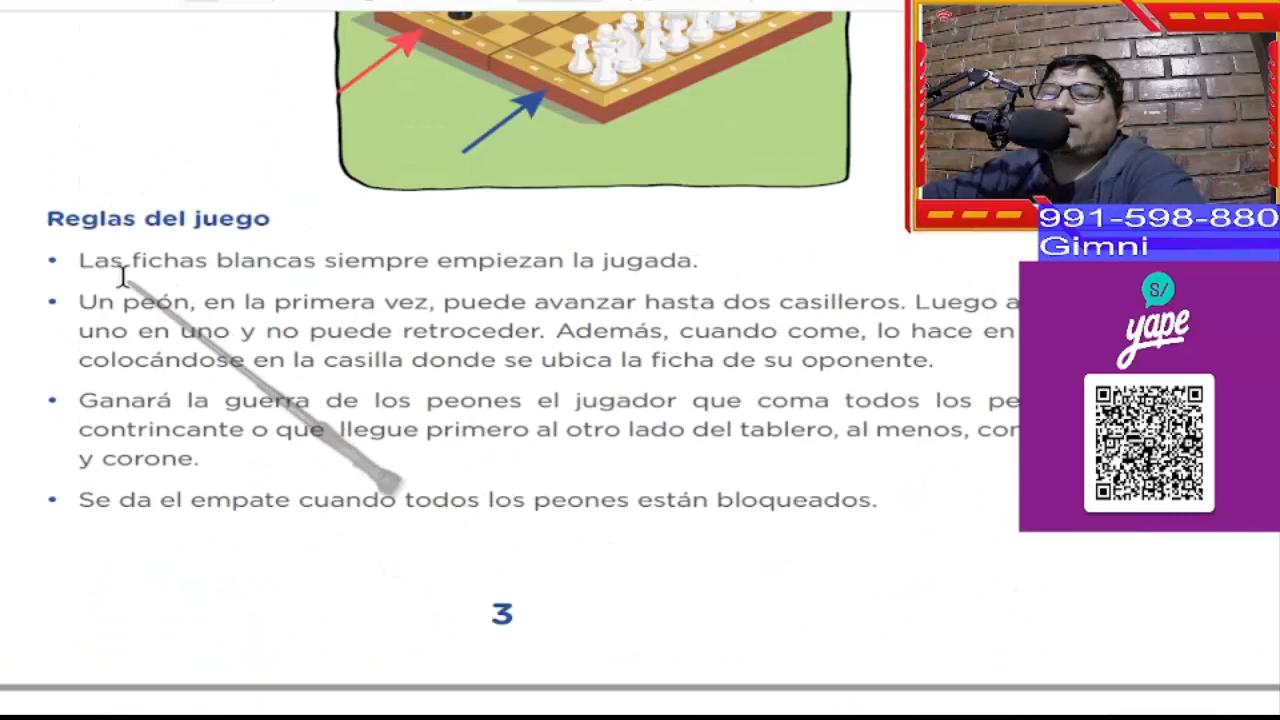 Reglas del juego
• Las fichas blancas siempre empiezan la jugada.
• Un peón, en la primera vez, puede avanzar hasta dos casilleros. Luego
uno en uno y no puede retroceder. Además, cuando come, lo hace en
colocándose en la casilla donde se ubica la ficha de su oponente.
• Ganará la guerra de los peones el jugador que coma todos los
contrincante o que llegue primero al otro lado del tablero, al menos,
y corone.
• Se da el empate cuando todos los peones están bloqueados.
3
991-598-880
Gimni
S/
yape